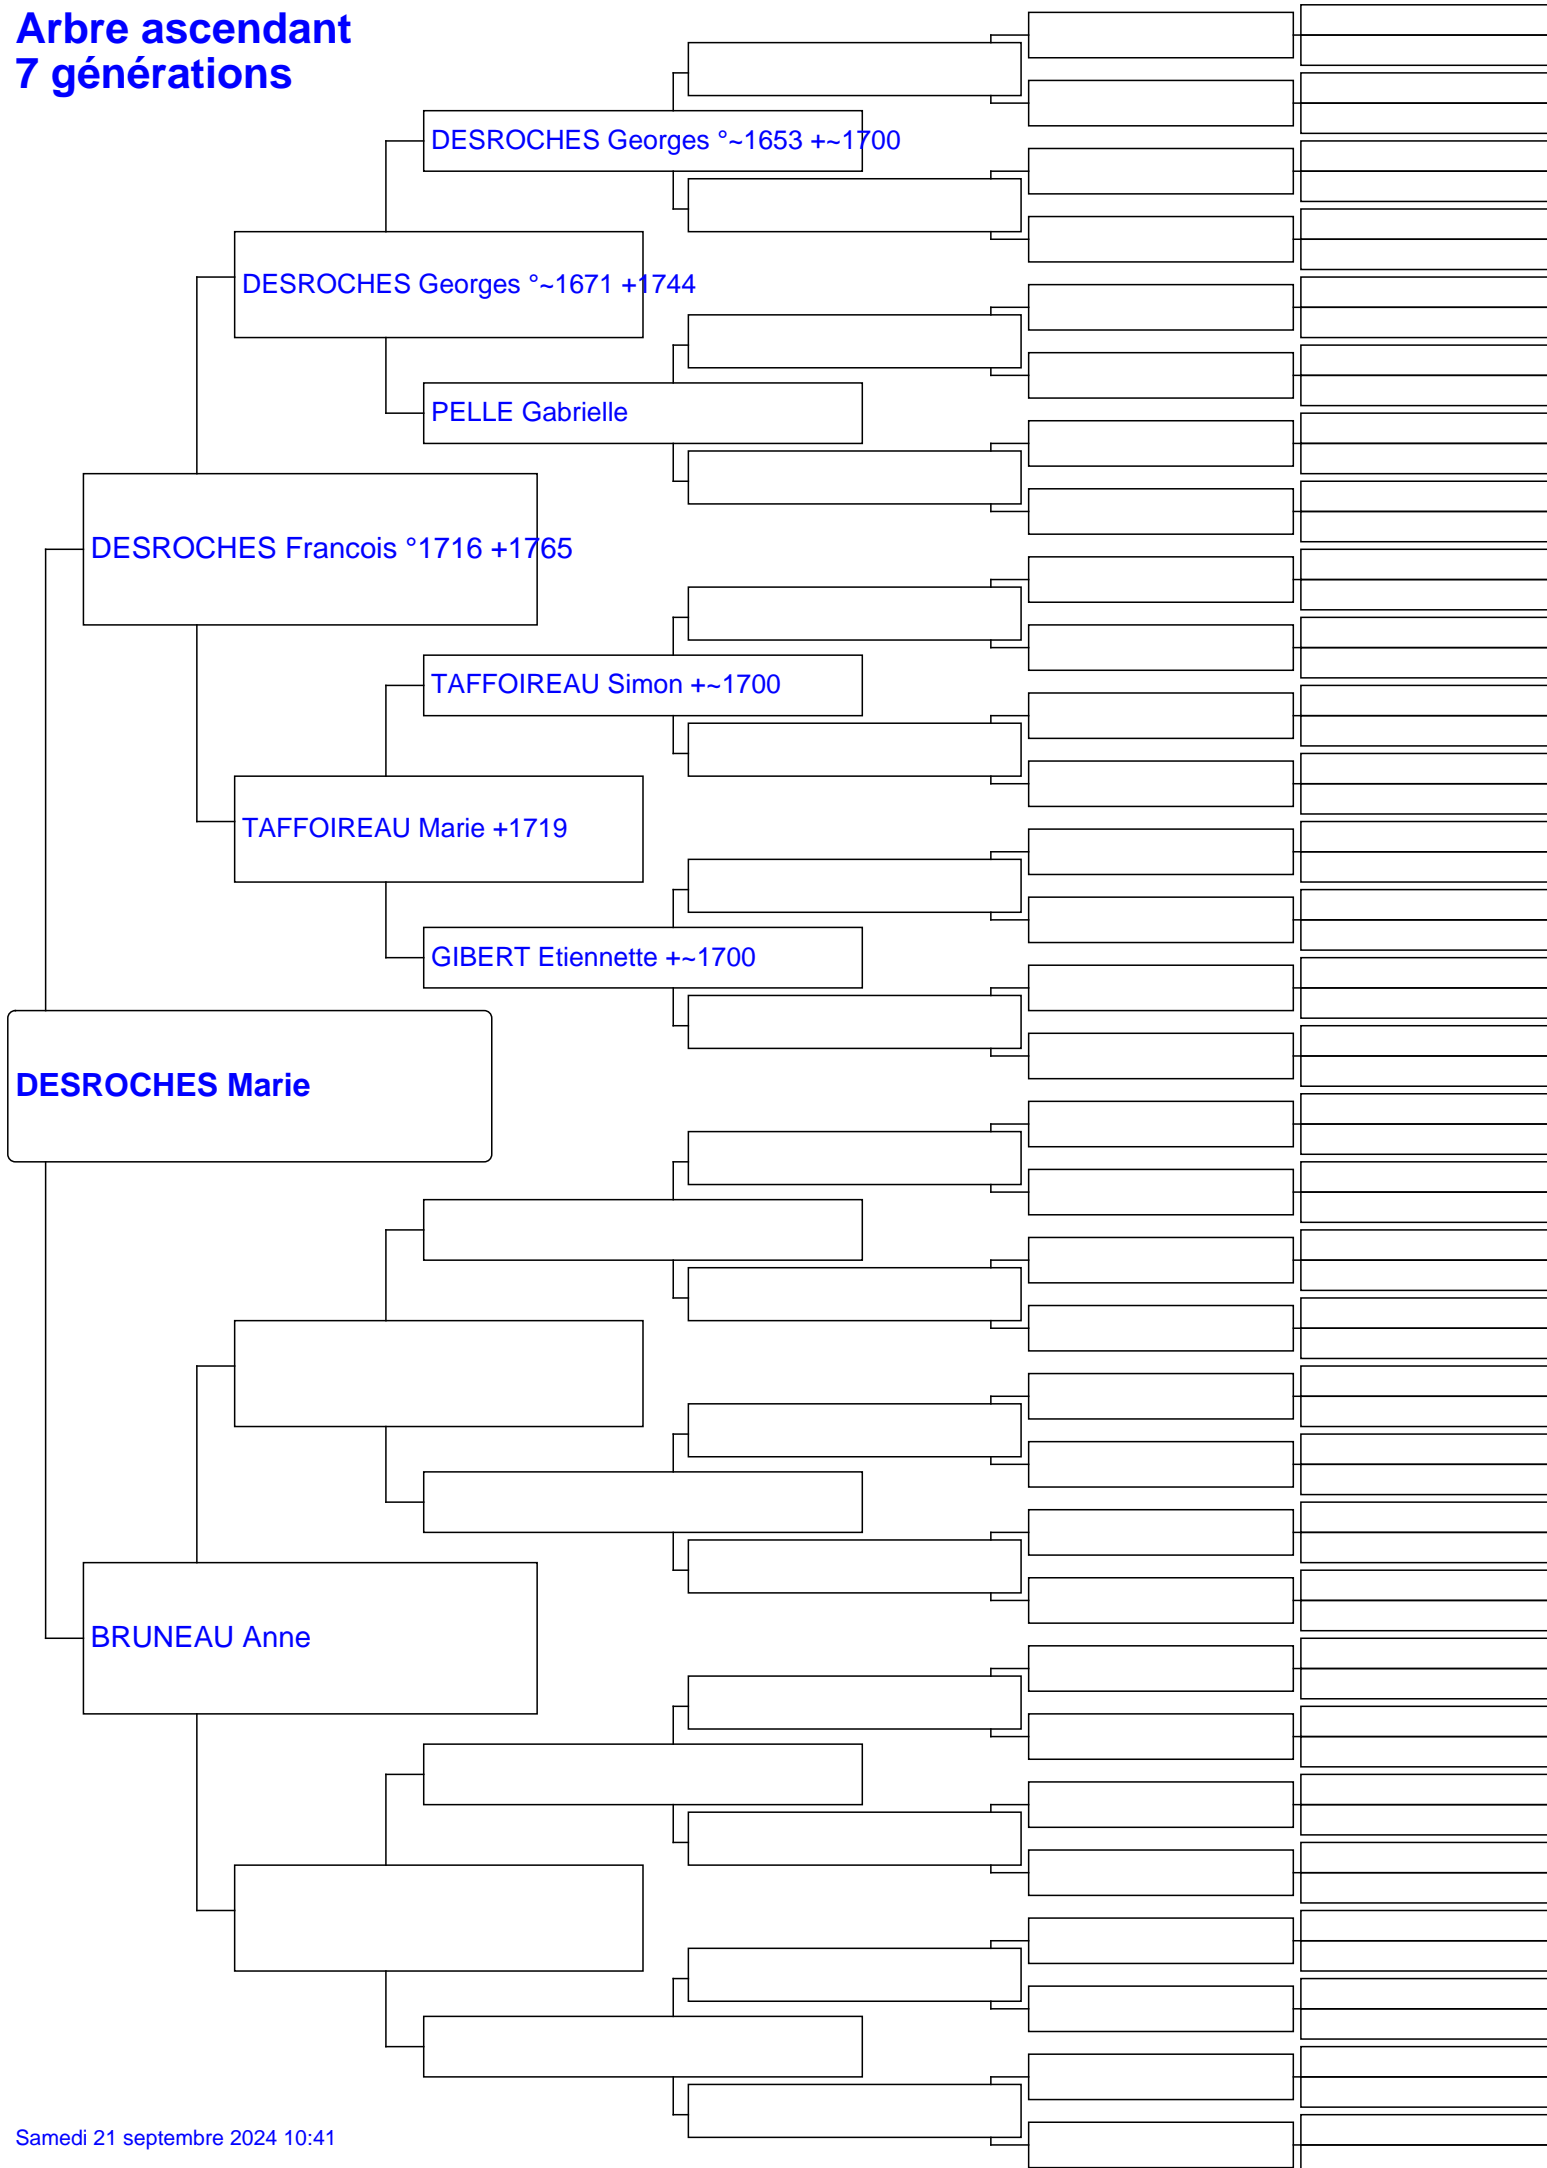 Arbre ascendant
7 générations
DESROCHES Georges °~1653 +~1700
DESROCHES Georges °~1671 +1744
PELLE Gabrielle
DESROCHES Francois °1716 +1765
TAFFOIREAU Simon +~1700
TAFFOIREAU Marie +1719
GIBERT Etiennette +~1700
DESROCHES Marie
BRUNEAU Anne
Samedi 21 septembre 2024 10:41